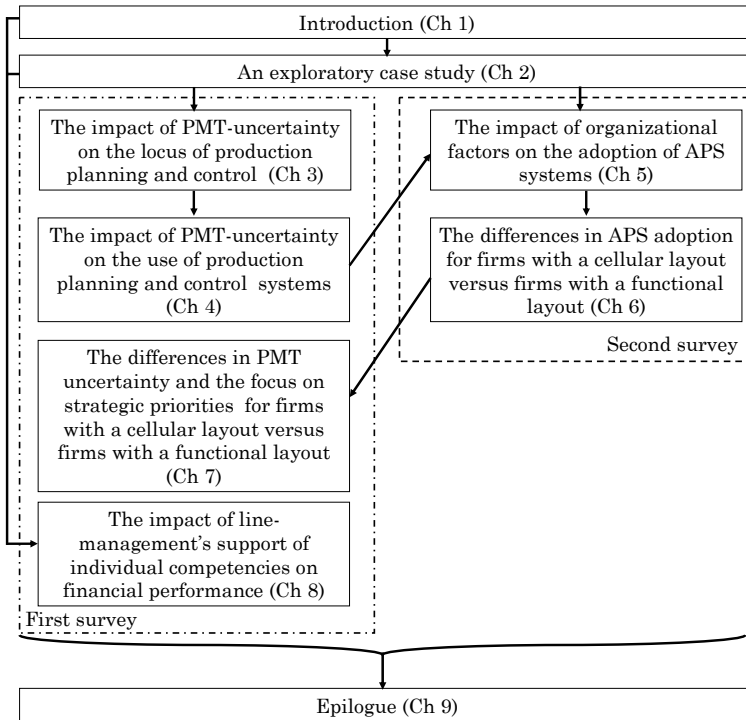 Introduction (Ch 1)
An exploratory case study (Ch 2)
The impact of PMT-uncertainty
on the locus of production
planning and control  (Ch 3)
The impact of PMT-uncertainty
on the use of production
planning and control  systems
(Ch 4)
The differences in PMT
uncertainty and the focus on
strategic priorities  for firms
with a cellular layout versus
firms with a functional layout
(Ch 7)
The impact of line-
management's support of
individual competencies on
financial performance (Ch 8)
First survey
The impact of organizational
factors on the adoption of APS
systems (Ch 5)
The differences in APS adoption
for firms with a cellular layout
versus firms with a functional
layout (Ch 6)
Second survey
Epilogue (Ch 9)